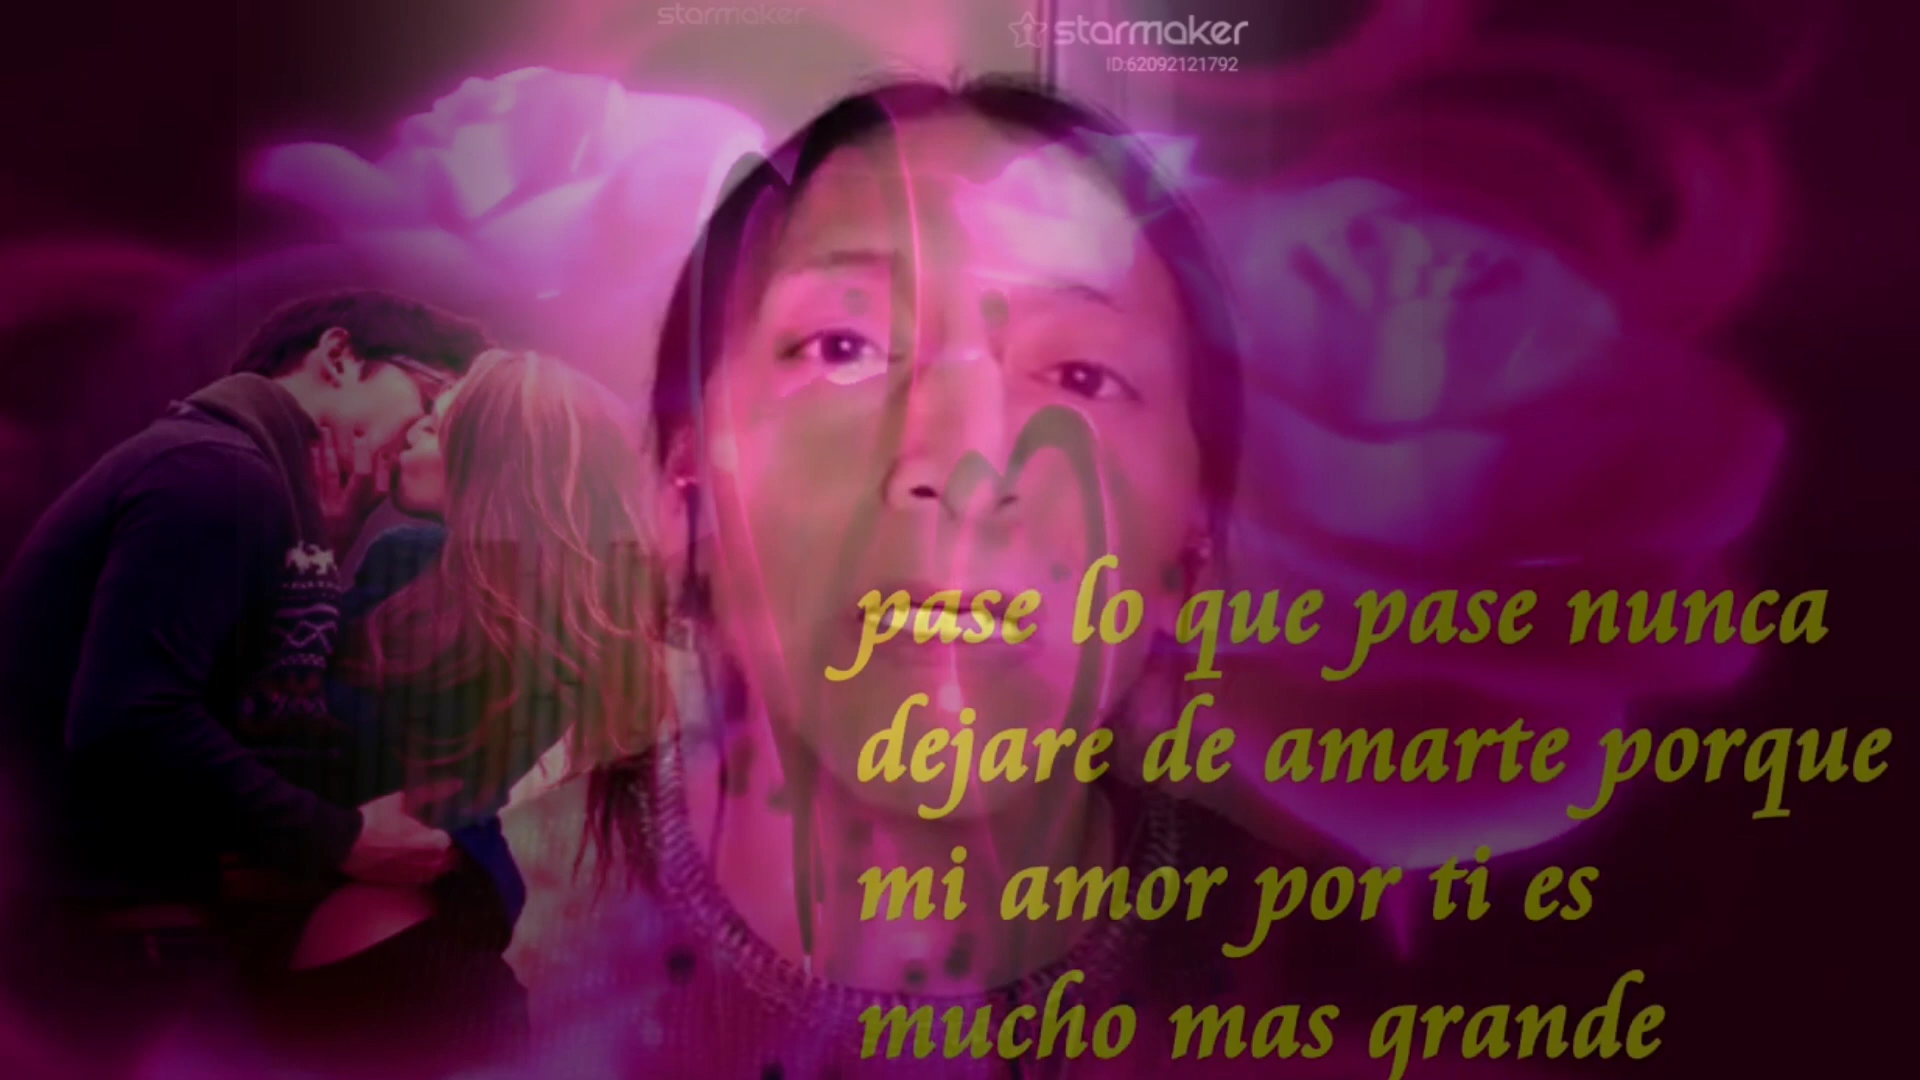 starmaker
starmaker
ID:62092121792
pase lo que pase nunca
dejare de amarte porque
mi amor por ti es
mucho mas grande